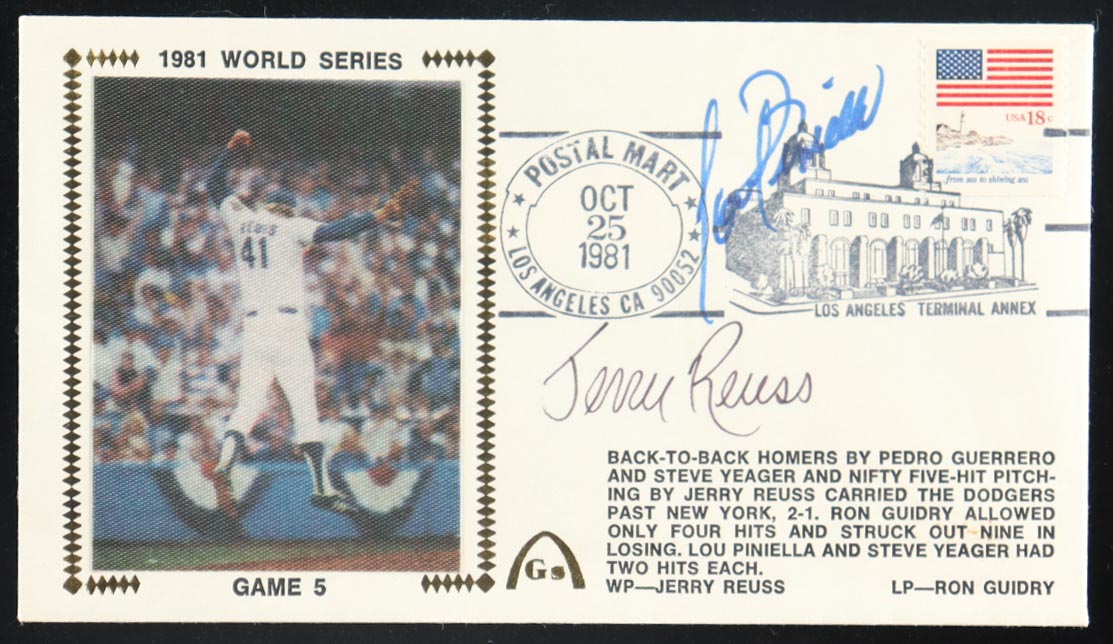 1981 WORLD SERIES
REUSS
41
GAME 5
USA 18c
from sea to shining sea
POSTAL MART
OCT
25
1981
LOS ANGELES CA 90052
LOS ANGELES TERMINAL ANNEX
Lou Piniella
Jerry Reuss
BACK-TO-BACK HOMERS BY PEDRO GUERRERO
AND STEVE YEAGER AND NIFTY FIVE-HIT PITCH-
ING BY JERRY REUSS CARRIED THE DODGERS
PAST NEW YORK, 2-1. RON GUIDRY ALLOWED
ONLY FOUR HITS AND STRUCK OUT NINE IN
LOSING. LOU PINIELLA AND STEVE YEAGER HAD
TWO HITS EACH.
WP—JERRY REUSS LP—RON GUIDRY
Gs